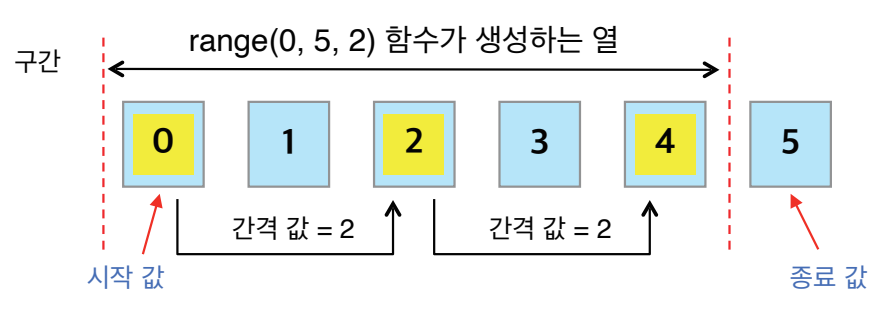 range(0, 5, 2) 함수가 생성하는 열
구간
0 1 2 3 4 5
간격 값 = 2 간격 값 = 2
시작 값 종료 값